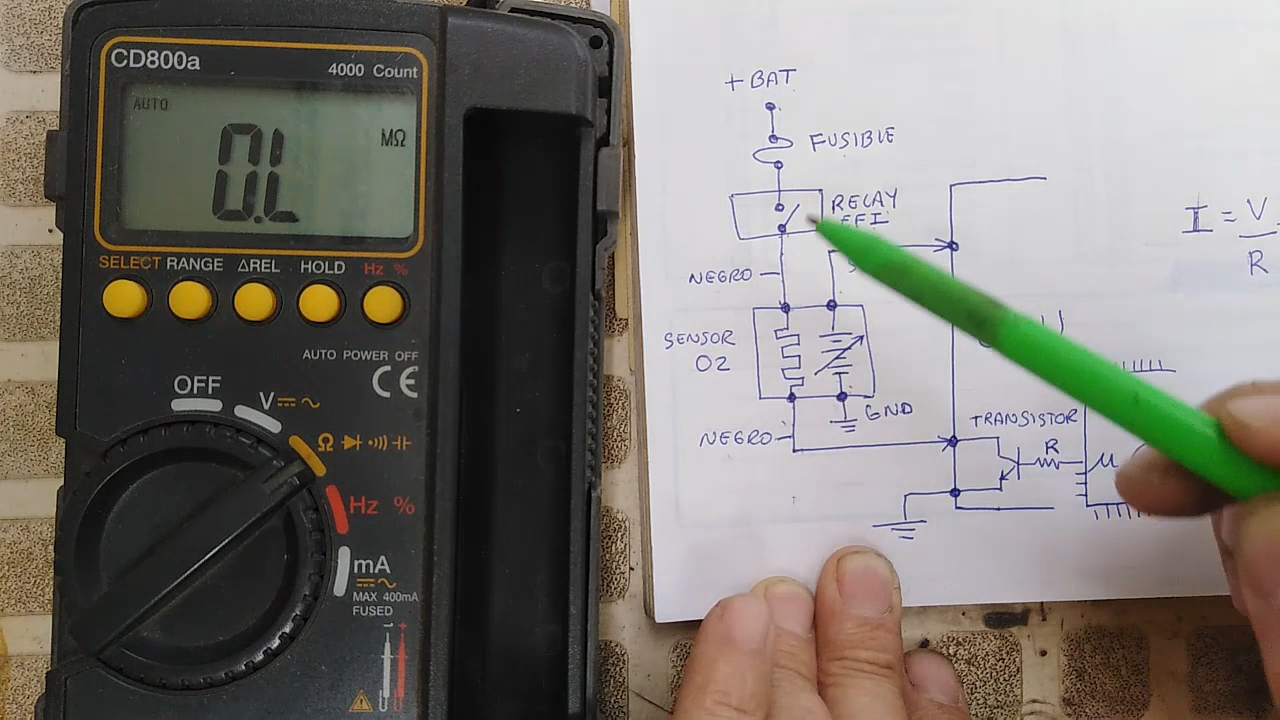 CD800a
4000 Count
AUTO
MΩ
0.L
SELECT RANGE ΔREL HOLD Hz %
AUTO POWER OFF
CE
OFF
V
Ω
Hz %
mA
MAX 400mA
FUSED
+ BAT
FUSIBLE
RELAY
EFI
NEGRO
SENSOR
O2
GND
NEGRO
TRANSISTOR
R
μ
I = V
R